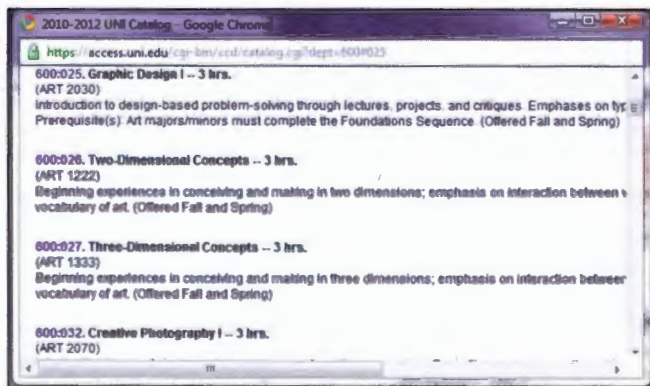 2010-2012 UNI Catalog - Google Chrome
https://access.uni.edu/cgi-bin/ccd/catalog.cgi?dept=600#025
600:025. Graphic Design I -- 3 hrs.
(ART 2030)
Introduction to design-based problem-solving through lectures, projects, and critiques. Emphases on typ
Prerequisite(s): Art majors/minors must complete the Foundations Sequence. (Offered Fall and Spring)
600:026. Two-Dimensional Concepts -- 3 hrs.
(ART 1222)
Beginning experiences in conceiving and making in two dimensions; emphasis on interaction between
vocabulary of art. (Offered Fall and Spring)
600:027. Three-Dimensional Concepts -- 3 hrs.
(ART 1333)
Beginning experiences in conceiving and making in three dimensions; emphasis on interaction between
vocabulary of art. (Offered Fall and Spring)
600:032. Creative Photography I -- 3 hrs.
(ART 2070)